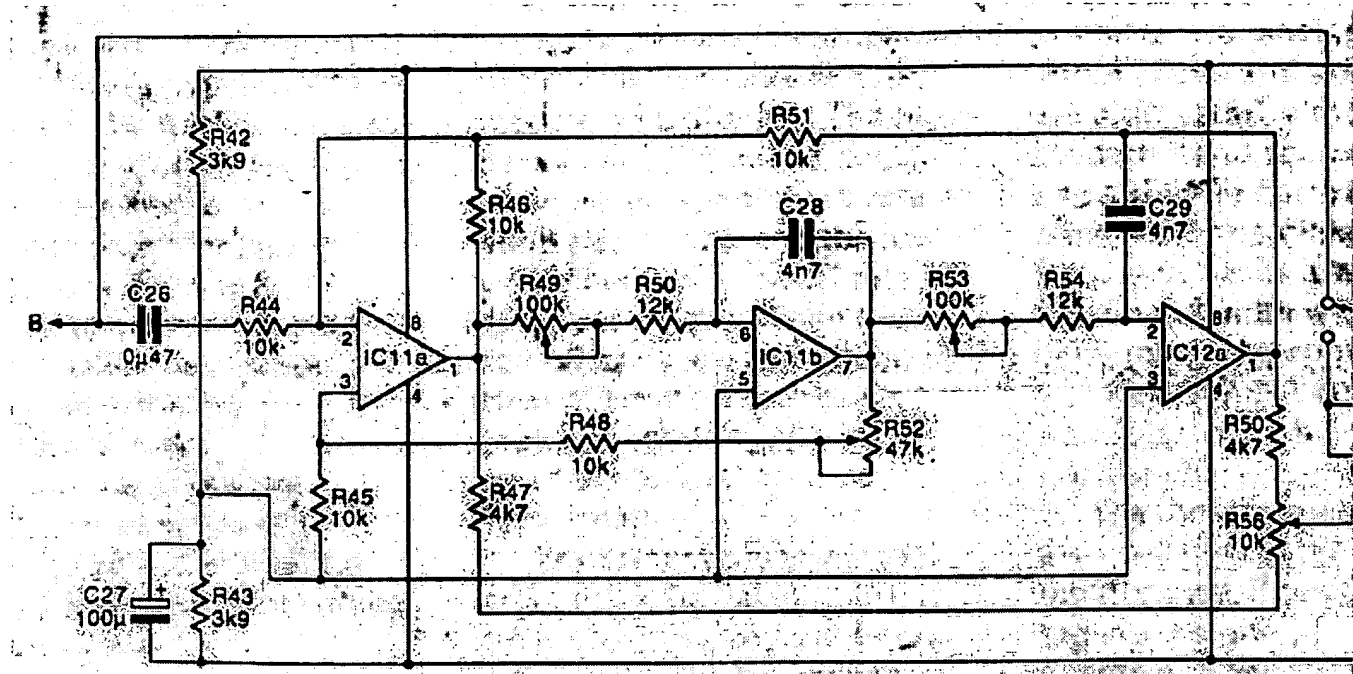 R51
10k
R42
3k9
R46
10k
C28
4n7
C29
4n7
C26
0µ47
R44
10k
R49
100k
R50
12k
R53
100k
R54
12k
B
2
3
8
4
1
IC11a
6
5
7
IC11b
2
3
8
4
1
IC12a
R48
10k
R52
47k
R50
4k7
R45
10k
R47
4k7
R56
10k
C27
100µ
+
R43
3k9